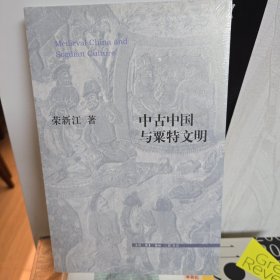 Medieval China and
Sogdian Culture
荣新江 著
中古中国
与粟特文明